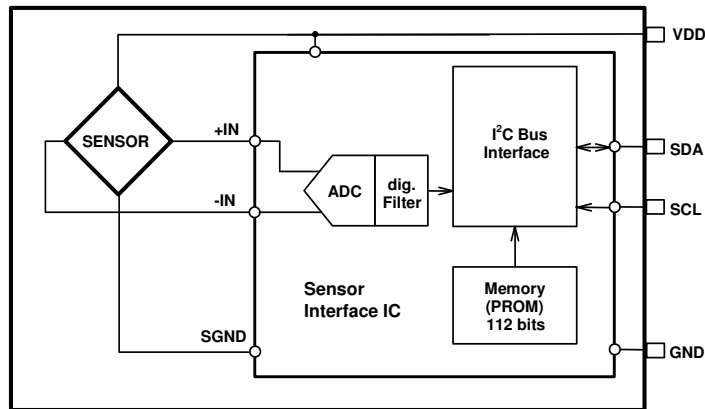 VDD
SENSOR
+IN
I²C Bus
Interface
SDA
ADC
dig.
Filter
-IN
SCL
Sensor
Interface IC
Memory
(PROM)
112 bits
SGND
GND